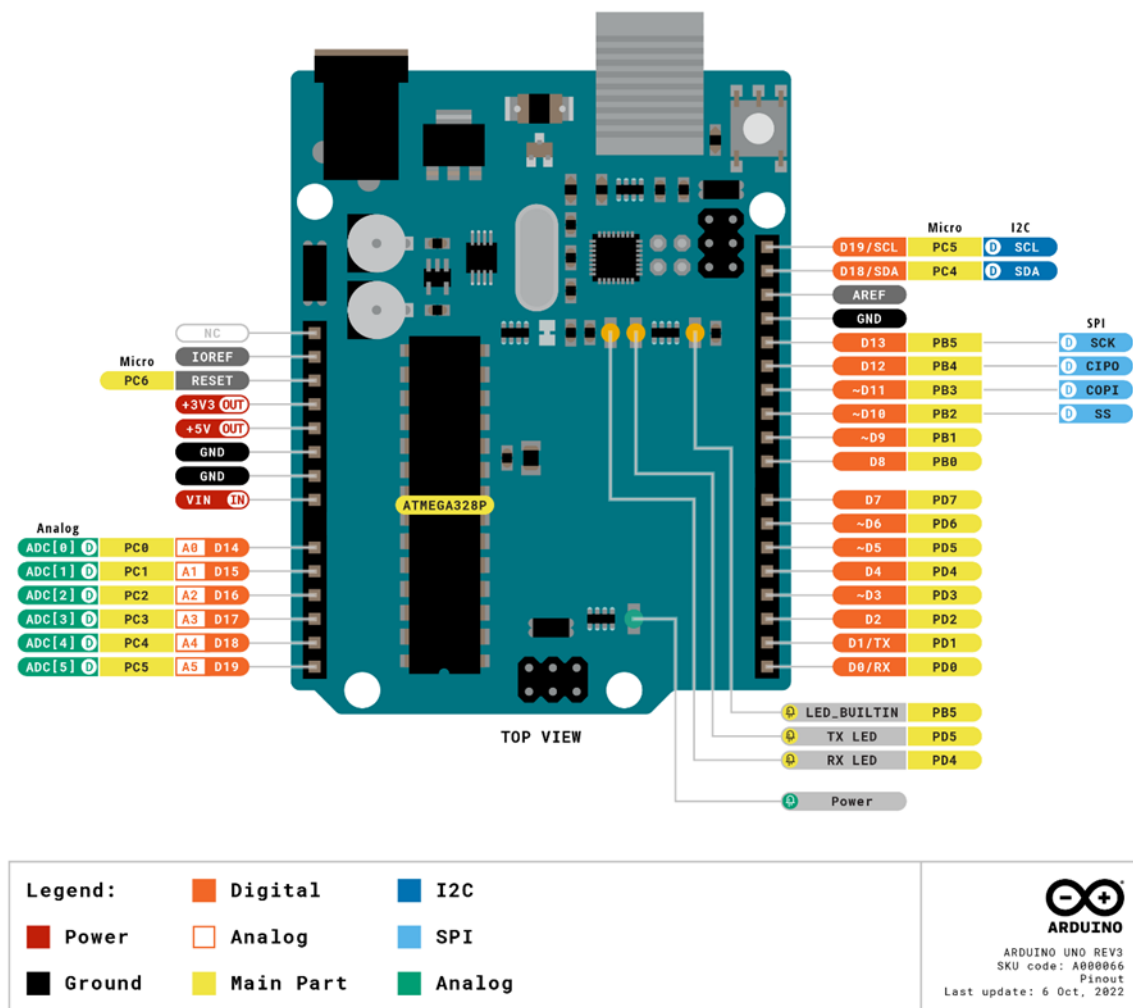 Micro I2C
D19/SCL PC5 D SCL
D18/SDA PC4 D SDA
AREF
GND
SPI
D13 PB5 D SCK
D12 PB4 D CIPO
~D11 PB3 D COPI
~D10 PB2 D SS
~D9 PB1
D8 PB0
D7 PD7
~D6 PD6
~D5 PD5
D4 PD4
~D3 PD3
D2 PD2
D1/TX PD1
D0/RX PD0
NC
IOREF
Micro
PC6 RESET
+3V3 OUT
+5V OUT
GND
GND
VIN IN
Analog
ADC[0] D PC0 A0 D14
ADC[1] D PC1 A1 D15
ADC[2] D PC2 A2 D16
ADC[3] D PC3 A3 D17
ADC[4] D PC4 A4 D18
ADC[5] D PC5 A5 D19
ATMEGA328P
LED_BUILTIN PB5
TX LED PD5
RX LED PD4
Power
TOP VIEW
Legend:
Digital
I2C
Power
Analog
SPI
Ground
Main Part
Analog
ARDUINO
ARDUINO UNO REV3
SKU code: A000066
Pinout
Last update: 6 Oct, 2022